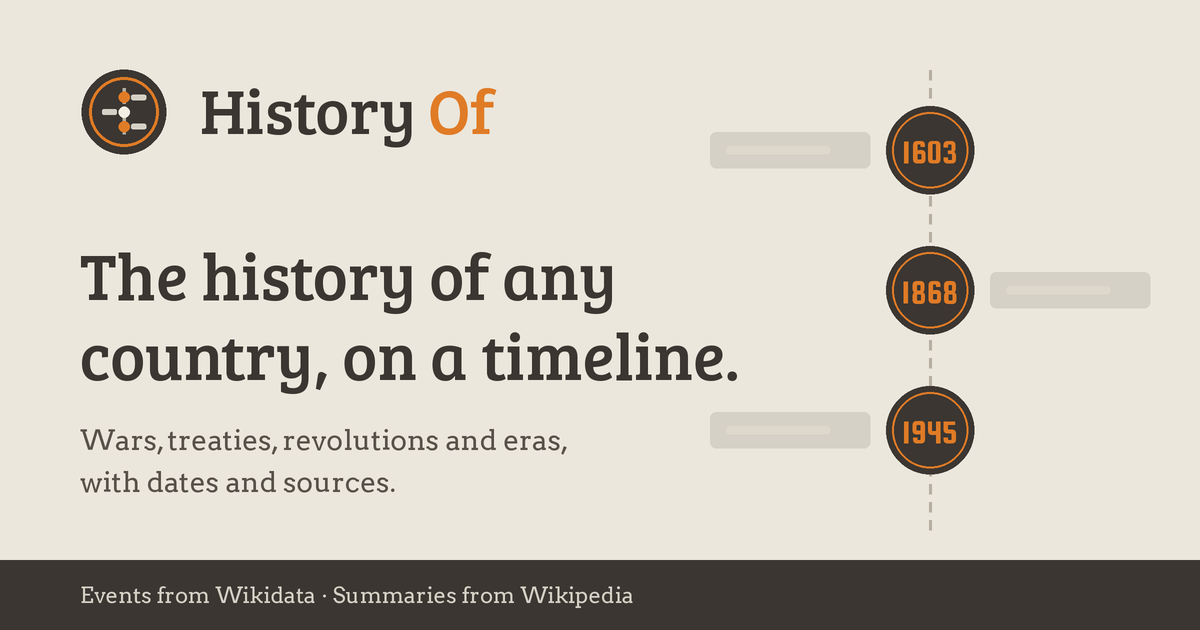 History Of
The history of any
country, on a timeline.
Wars, treaties, revolutions and eras,
with dates and sources.
1603
1868
1945
Events from Wikidata · Summaries from Wikipedia